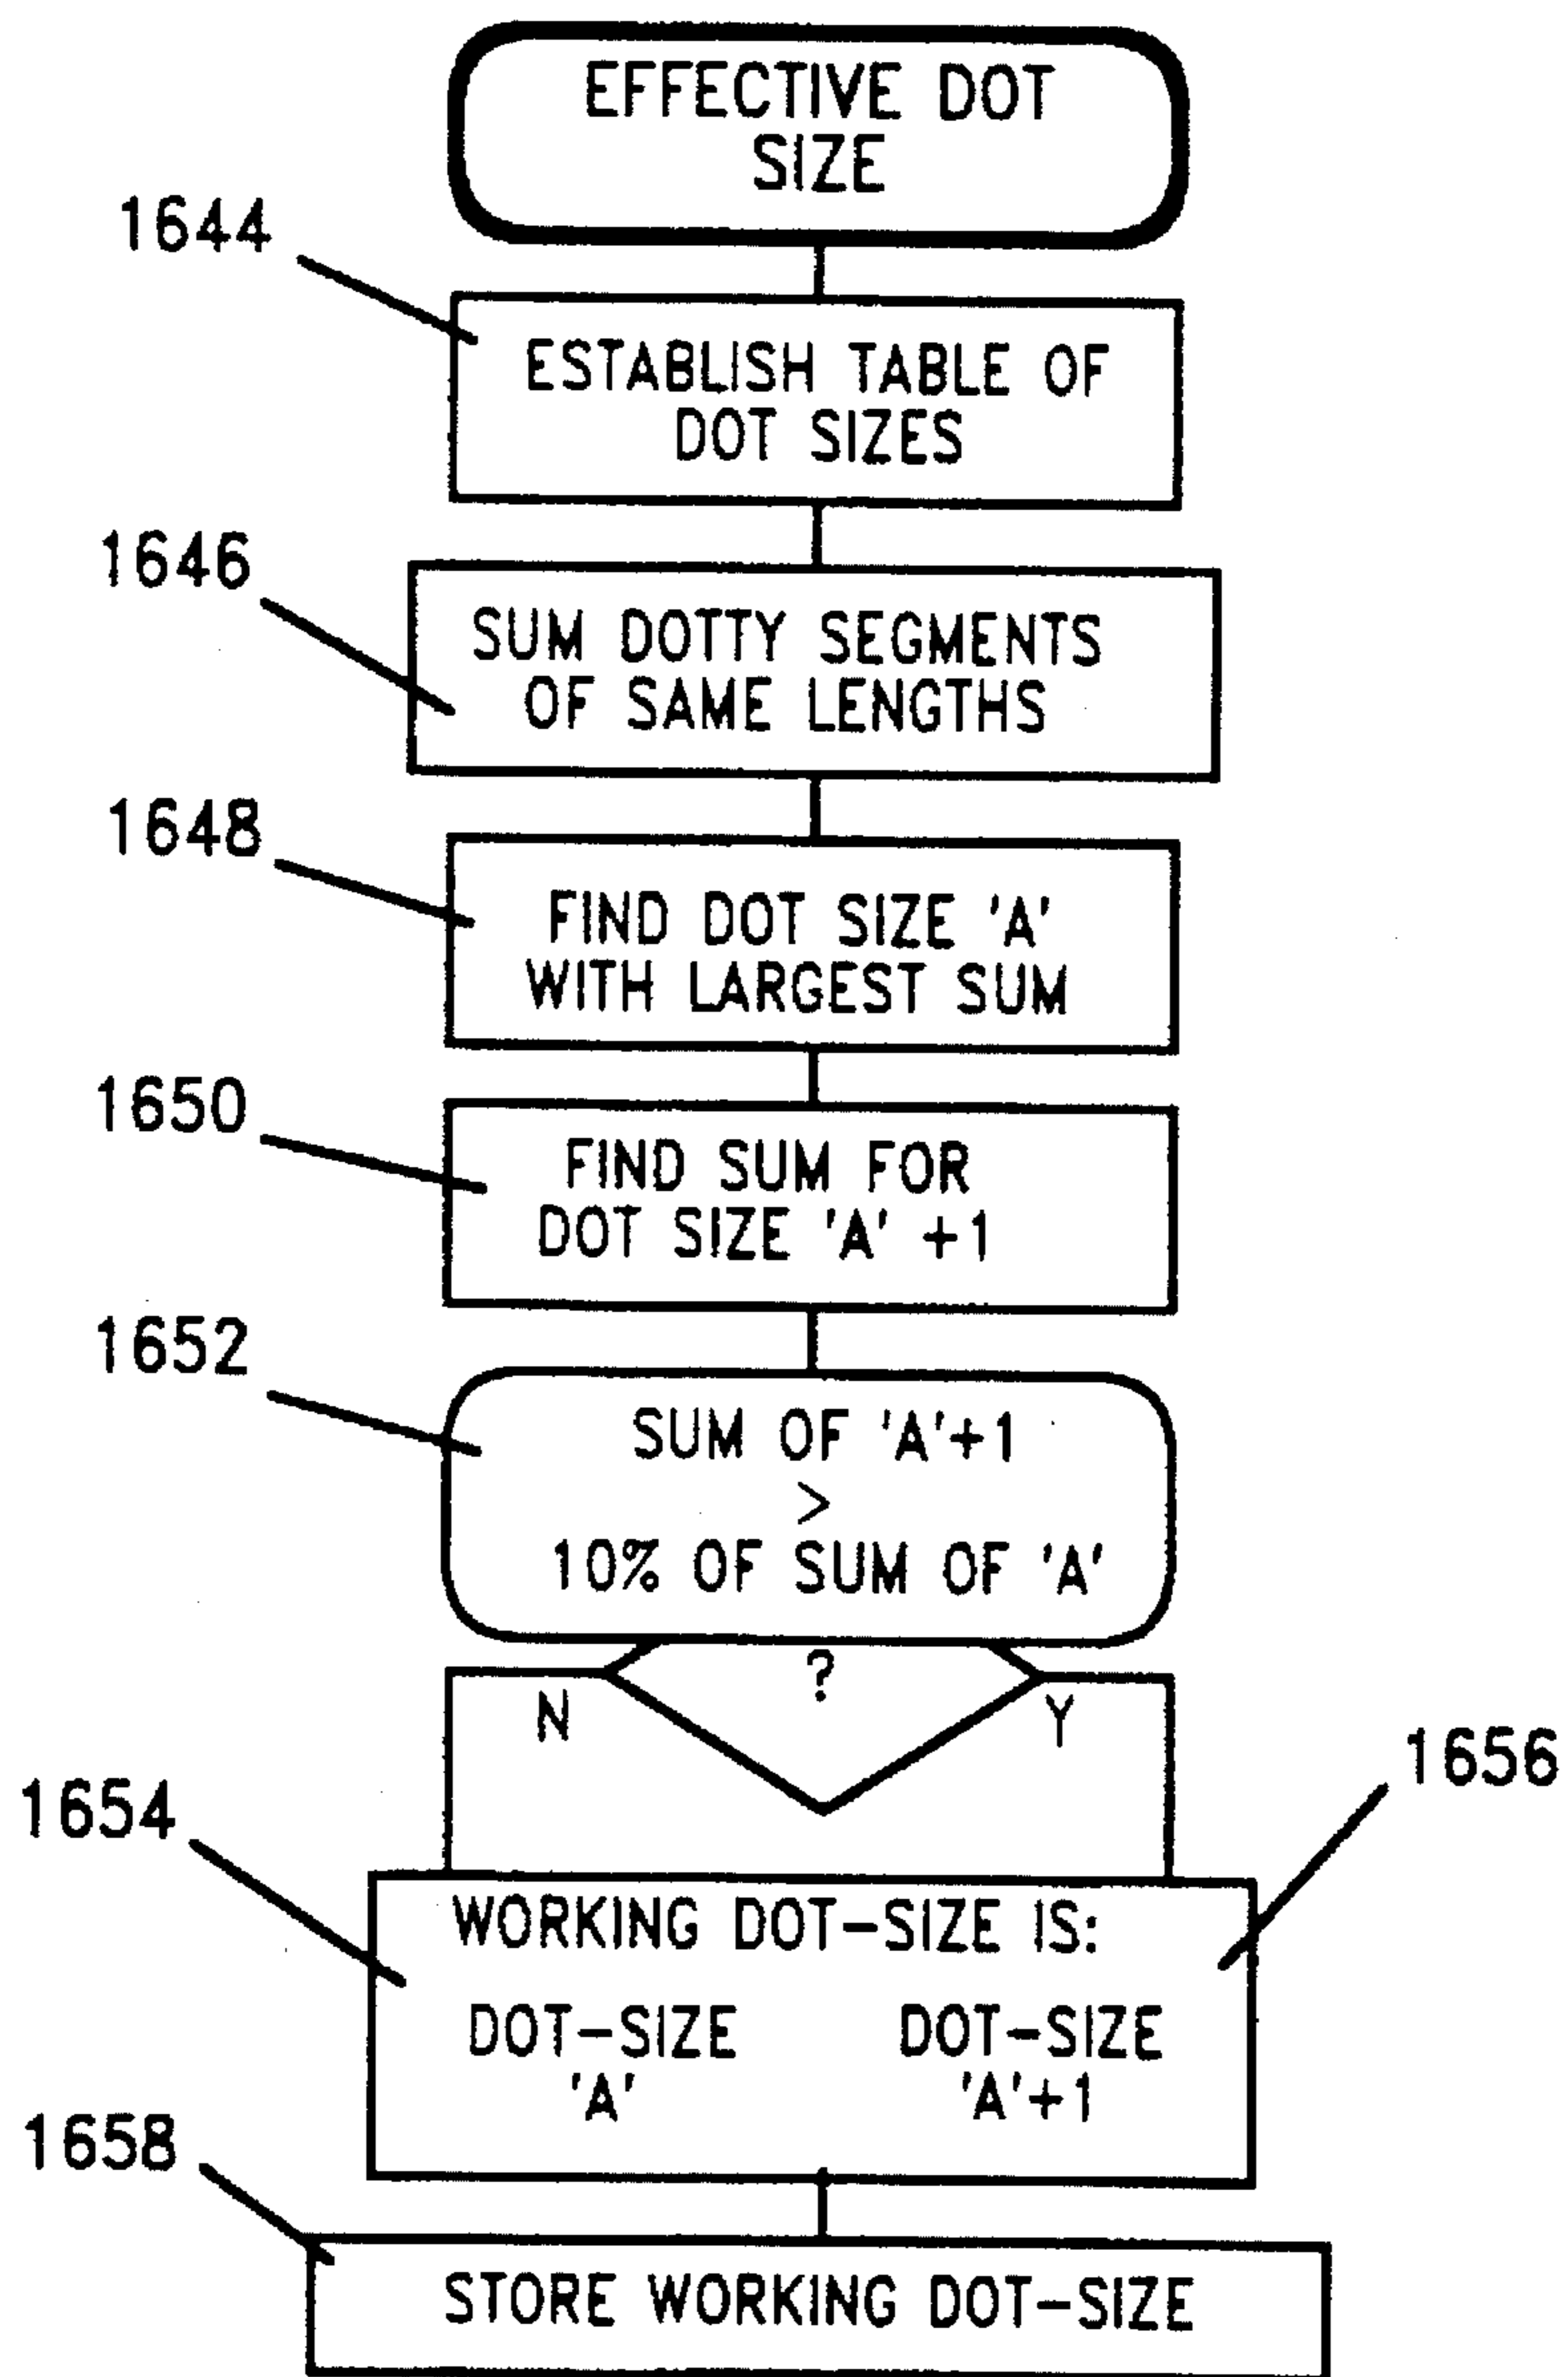 EFFECTIVE DOT
SIZE
1644
ESTABLISH TABLE OF
DOT SIZES
1646
SUM DOTTY SEGMENTS
OF SAME LENGTHS
1648
FIND DOT SIZE 'A'
WITH LARGEST SUM
1650
FIND SUM FOR
DOT SIZE 'A' +1
1652
SUM OF 'A'+1
>
10% OF SUM OF 'A'
?
N
Y
1654
1656
WORKING DOT-SIZE IS:
DOT-SIZE DOT-SIZE
'A' 'A'+1
1658
STORE WORKING DOT-SIZE